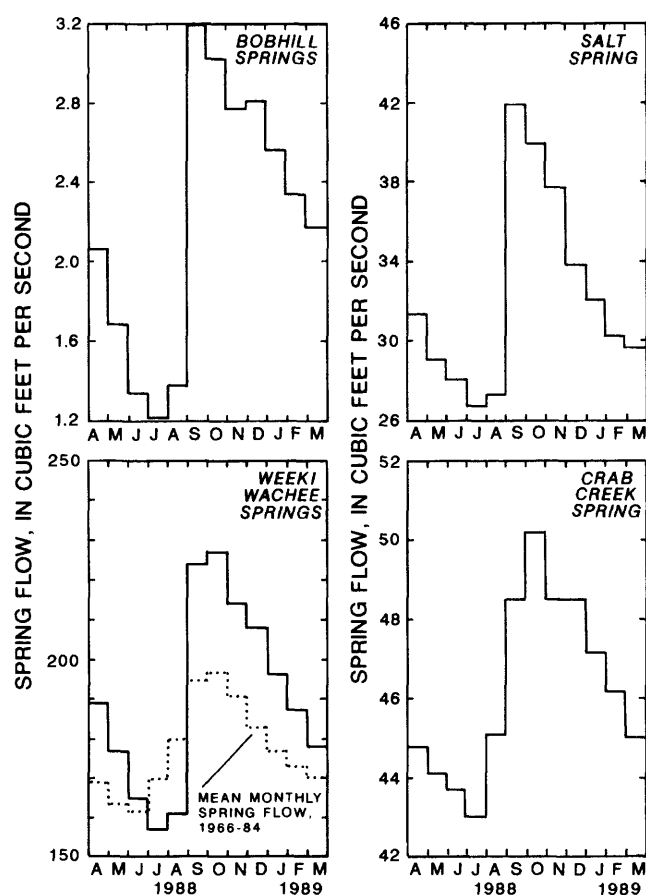 BOBHILL
SPRINGS
3.2
2.8
2.4
2.0
1.6
1.2
A M J J A S O N D J F M
SALT
SPRING
46
42
38
31
30
26
A M J J A S O N D J F M
SPRING FLOW, IN CUBIC FEET PER SECOND
WEEKI
WACHEE
SPRINGS
250
200
150
MEAN MONTHLY
SPRING FLOW,
1966-84
A M J J A S O N D J F M
1988 1989
SPRING FLOW, IN CUBIC FEET PER SECOND
CRAB
CREEK
SPRING
52
50
48
45
43
42
A M J J A S O N D J F M
1988 1989